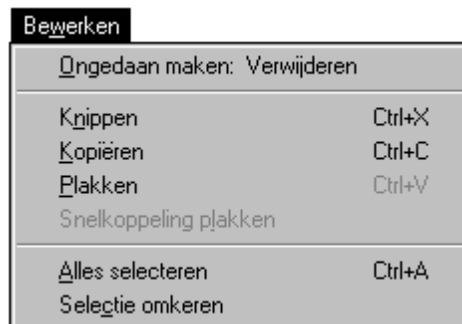 Bewerken
Ongedaan maken: Verwijderen
Knippen Ctrl+X
Kopiëren Ctrl+C
Plakken Ctrl+V
Snelkoppeling plakken
Alles selecteren Ctrl+A
Selectie omkeren